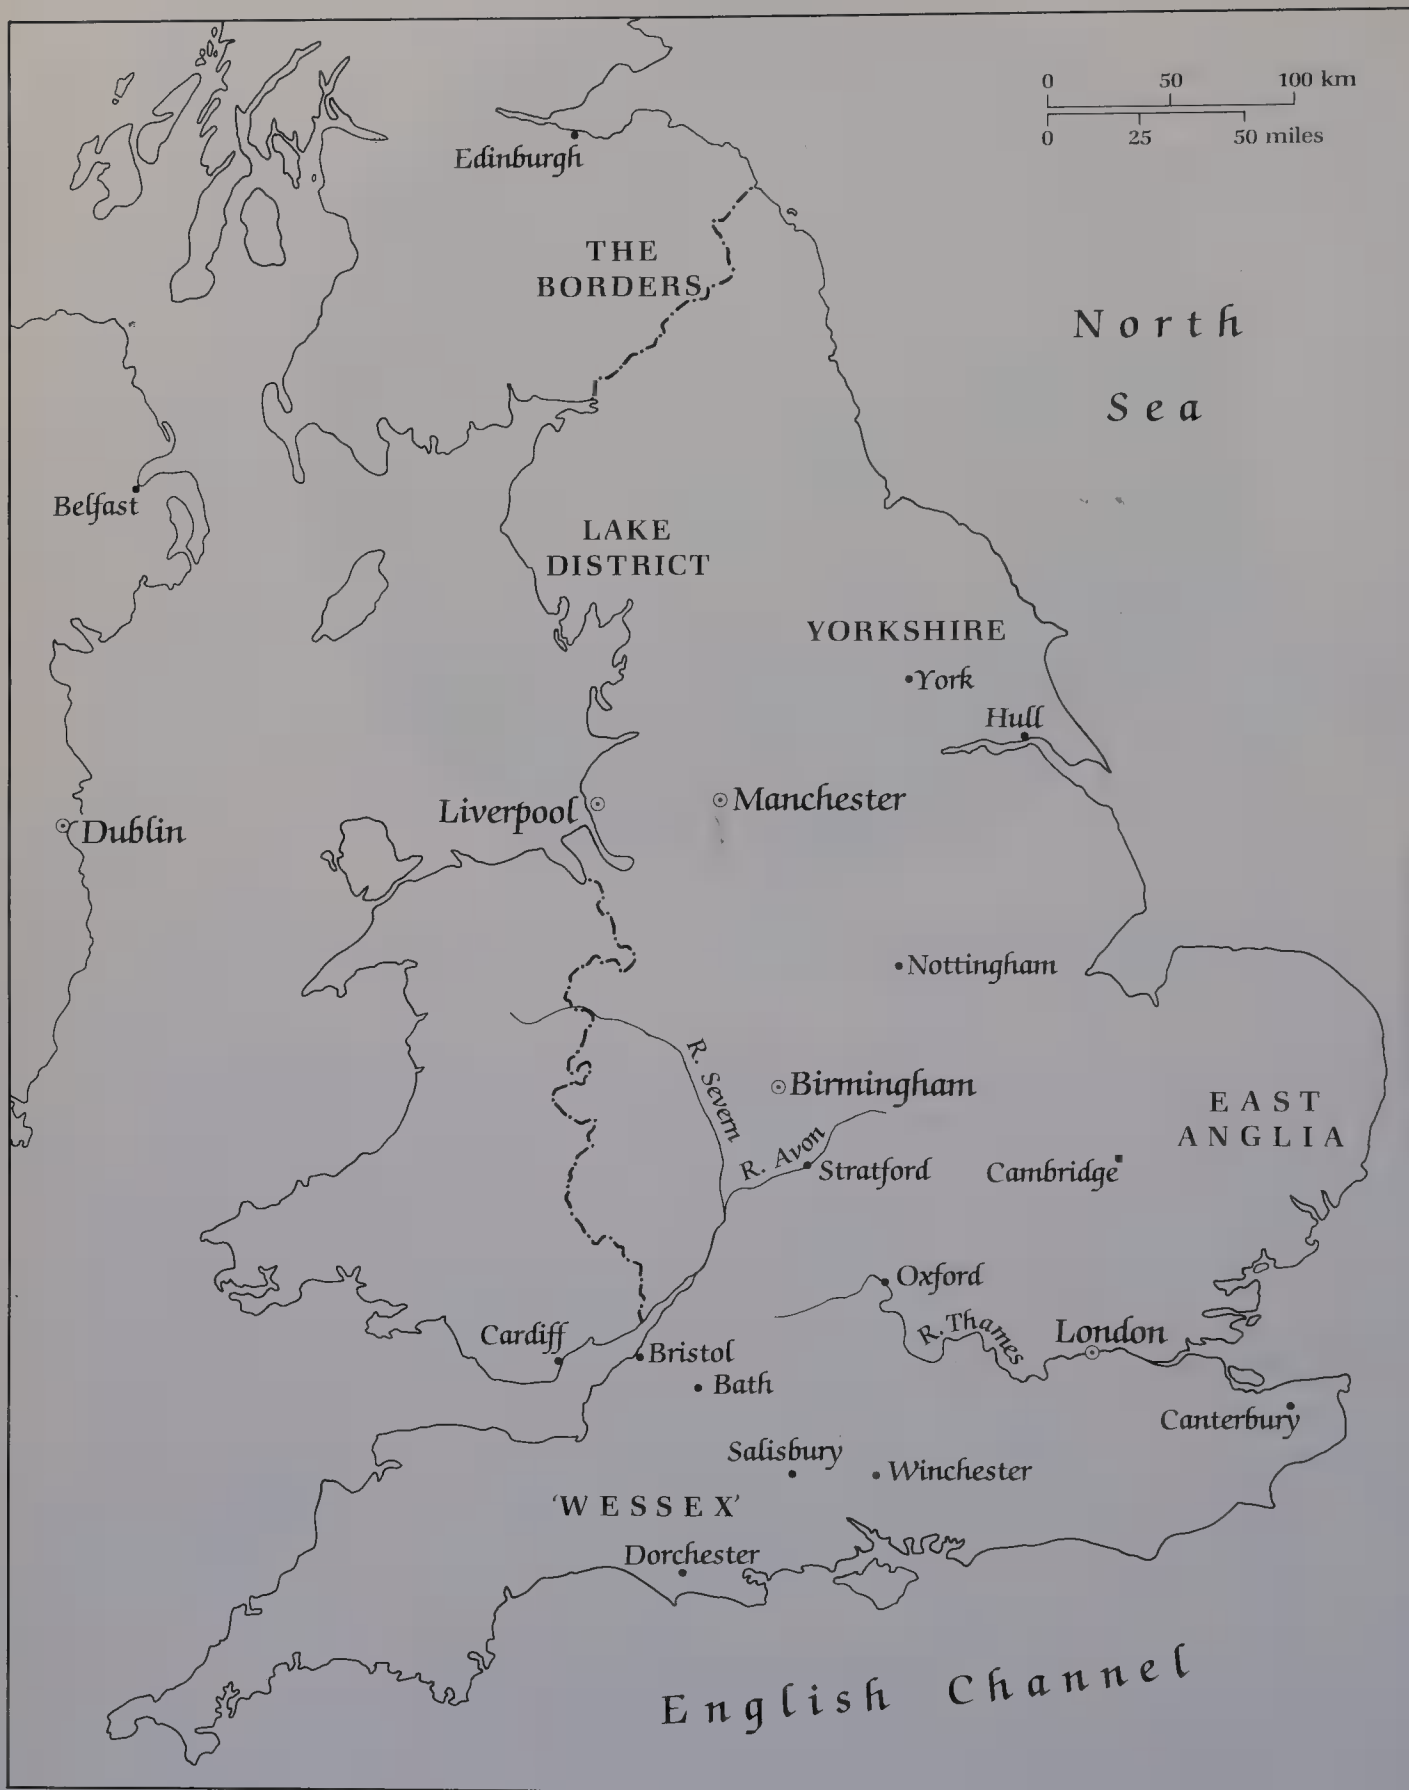 0 50 100 km
0 25 50 miles
Edinburgh
THE
BORDERS
North
Sea
Belfast
LAKE
DISTRICT
YORKSHIRE
York
Hull
Liverpool
Manchester
Dublin
Nottingham
R. Severn
Birmingham
EAST
ANGLIA
R. Avon
Stratford
Cambridge
Oxford
R. Thames
London
Cardiff
Bristol
Bath
Canterbury
Salisbury
Winchester
‘WESSEX’
Dorchester
English Channel